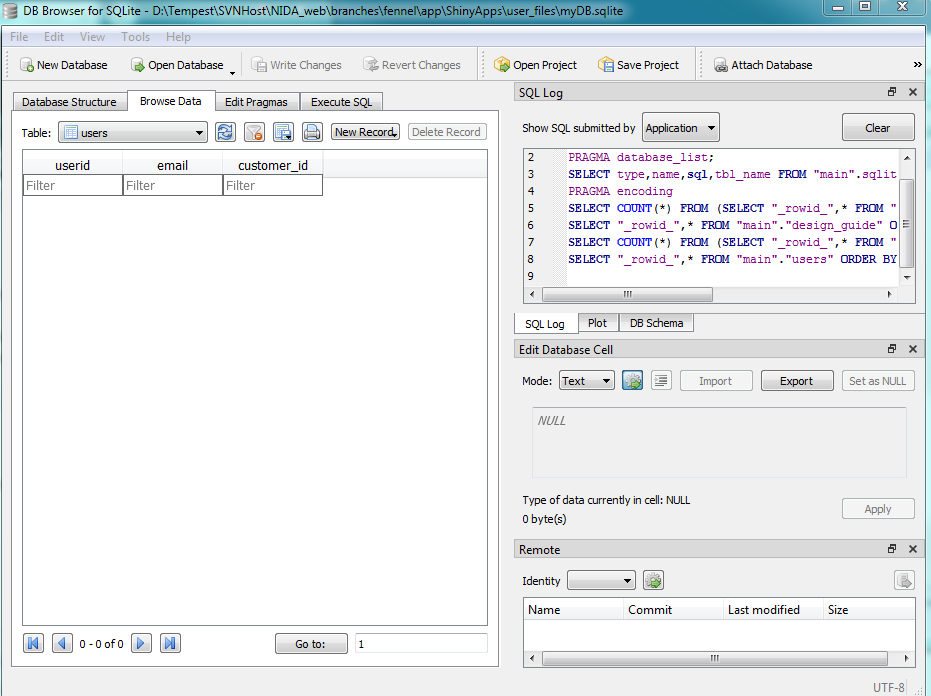 DB Browser for SQLite - D:\Tempest\SVNHost\NIDA_web\branches\fennel\app\ShinyApps\user_files\myDB.sqlite
File Edit View Tools Help
New Database Open Database Write Changes Revert Changes Open Project Save Project Attach Database »
Database Structure Browse Data Edit Pragmas Execute SQL
Table: users New Record Delete Record
userid email customer_id
Filter Filter Filter
0 - 0 of 0 Go to: 1
SQL Log
Show SQL submitted by Application Clear
2 PRAGMA database_list;
3 SELECT type,name,sql,tbl_name FROM "main".sqlit
4 PRAGMA encoding
5 SELECT COUNT(*) FROM (SELECT "_rowid_",* FROM "
6 SELECT "_rowid_",* FROM "main"."design_guide" O
7 SELECT COUNT(*) FROM (SELECT "_rowid_",* FROM "
8 SELECT "_rowid_",* FROM "main"."users" ORDER BY
9
SQL Log Plot DB Schema
Edit Database Cell
Mode: Text Import Export Set as NULL
NULL
Type of data currently in cell: NULL
0 byte(s)
Apply
Remote
Identity
Name Commit Last modified Size
UTF-8